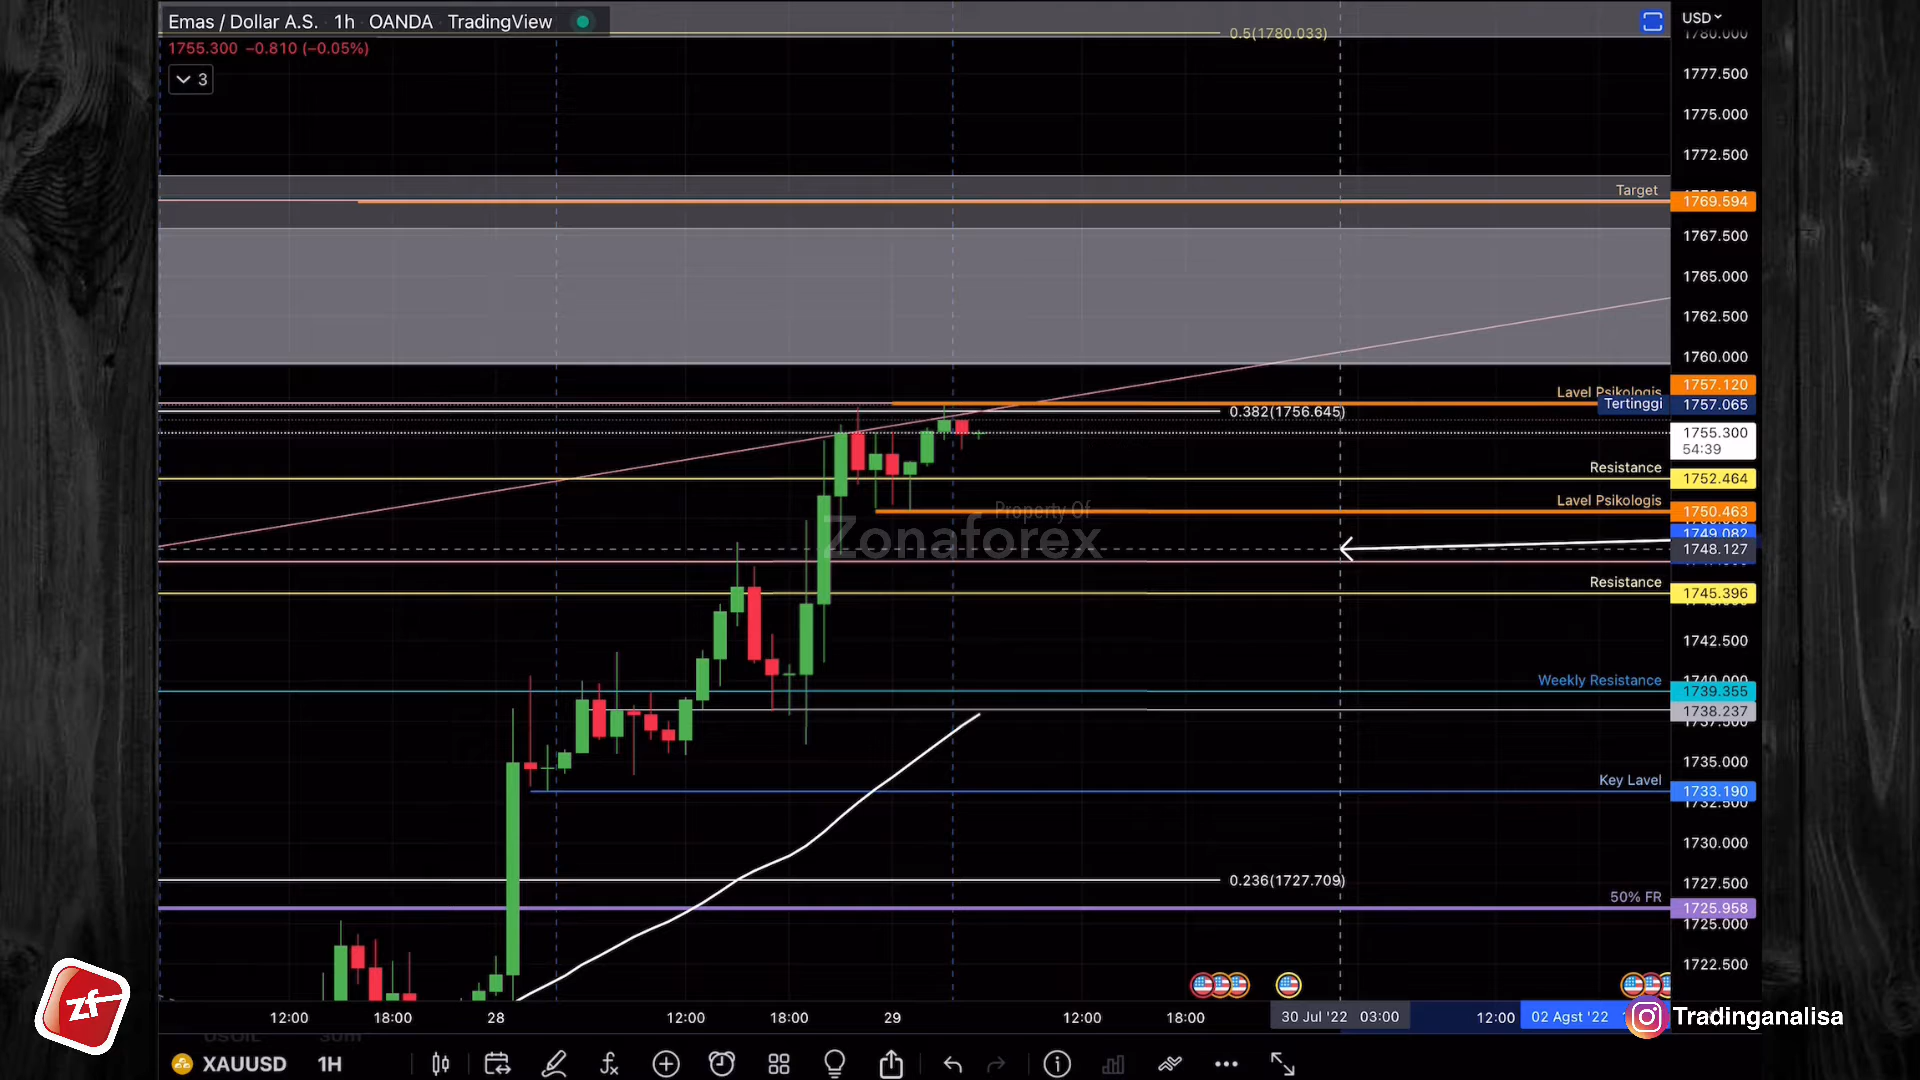 Emas / Dollar A.S. · 1h · OANDA · TradingView
1755.300 −0.810 (−0.05%)
3
USD
1780.000
0.5(1780.033)
1777.500
1775.000
1772.500
Target
1769.594
1767.500
1765.000
1762.500
1760.000
Lavel Psikologis
1757.120
Tertinggi
1757.065
0.382(1756.645)
1755.300
54:39
Resistance
1752.464
Lavel Psikologis
1750.463
Property Of
Zonaforex
1749.082
1748.127
Resistance
1745.396
1742.500
1740.000
Weekly Resistance
1739.355
1738.237
1737.500
1735.000
Key Lavel
1733.190
1732.500
1730.000
0.236(1727.709)
1727.500
50% FR
1725.958
1725.000
1722.500
zf
12:00
18:00
28
12:00
18:00
29
12:00
18:00
30 Jul '22 03:00
12:00
02 Agst '22
Tradinganalisa
XAUUSD
1H